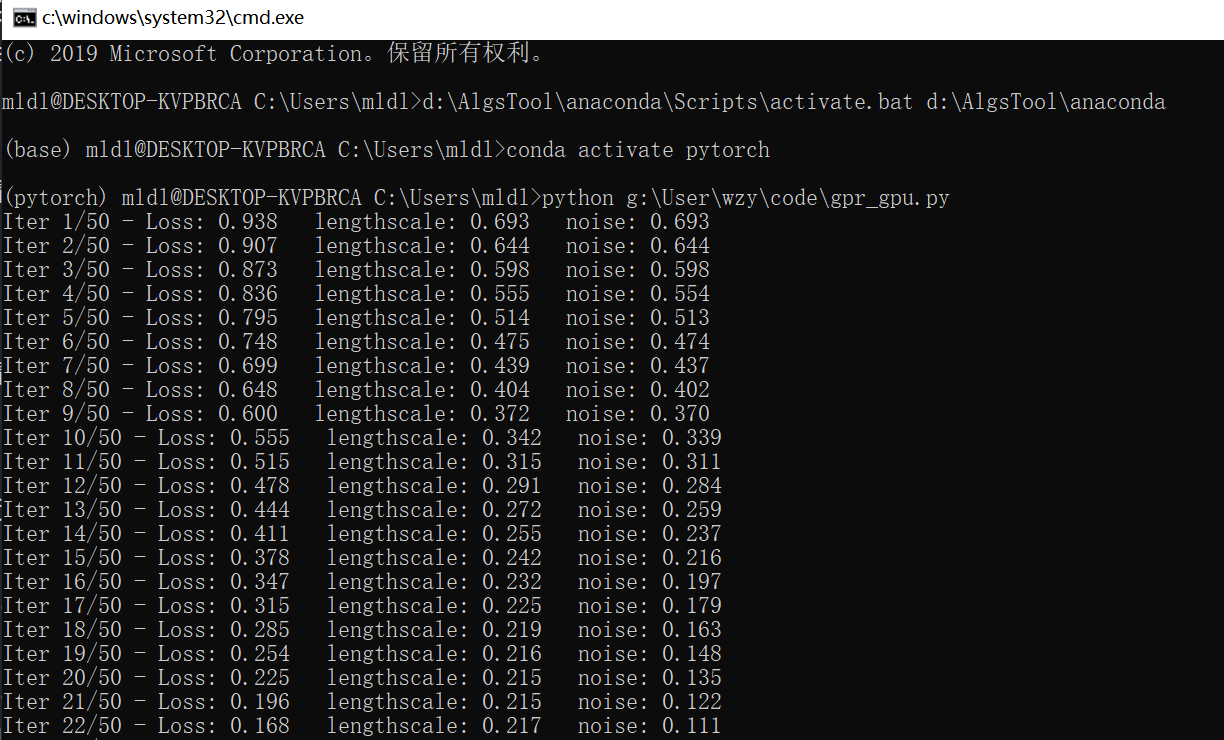 c:\windows\system32\cmd.exe
(c) 2019 Microsoft Corporation。保留所有权利。
mldl@DESKTOP-KVPBRCA C:\Users\mldl>d:\AlgsTool\anaconda\Scripts\activate.bat d:\AlgsTool\anaconda
(base) mldl@DESKTOP-KVPBRCA C:\Users\mldl>conda activate pytorch
(pytorch) mldl@DESKTOP-KVPBRCA C:\Users\mldl>python g:\User\wzy\code\gpr_gpu.py
Iter 1/50 - Loss: 0.938   lengthscale: 0.693   noise: 0.693
Iter 2/50 - Loss: 0.907   lengthscale: 0.644   noise: 0.644
Iter 3/50 - Loss: 0.873   lengthscale: 0.598   noise: 0.598
Iter 4/50 - Loss: 0.836   lengthscale: 0.555   noise: 0.554
Iter 5/50 - Loss: 0.795   lengthscale: 0.514   noise: 0.513
Iter 6/50 - Loss: 0.748   lengthscale: 0.475   noise: 0.474
Iter 7/50 - Loss: 0.699   lengthscale: 0.439   noise: 0.437
Iter 8/50 - Loss: 0.648   lengthscale: 0.404   noise: 0.402
Iter 9/50 - Loss: 0.600   lengthscale: 0.372   noise: 0.370
Iter 10/50 - Loss: 0.555   lengthscale: 0.342   noise: 0.339
Iter 11/50 - Loss: 0.515   lengthscale: 0.315   noise: 0.311
Iter 12/50 - Loss: 0.478   lengthscale: 0.291   noise: 0.284
Iter 13/50 - Loss: 0.444   lengthscale: 0.272   noise: 0.259
Iter 14/50 - Loss: 0.411   lengthscale: 0.255   noise: 0.237
Iter 15/50 - Loss: 0.378   lengthscale: 0.242   noise: 0.216
Iter 16/50 - Loss: 0.347   lengthscale: 0.232   noise: 0.197
Iter 17/50 - Loss: 0.315   lengthscale: 0.225   noise: 0.179
Iter 18/50 - Loss: 0.285   lengthscale: 0.219   noise: 0.163
Iter 19/50 - Loss: 0.254   lengthscale: 0.216   noise: 0.148
Iter 20/50 - Loss: 0.225   lengthscale: 0.215   noise: 0.135
Iter 21/50 - Loss: 0.196   lengthscale: 0.215   noise: 0.122
Iter 22/50 - Loss: 0.168   lengthscale: 0.217   noise: 0.111